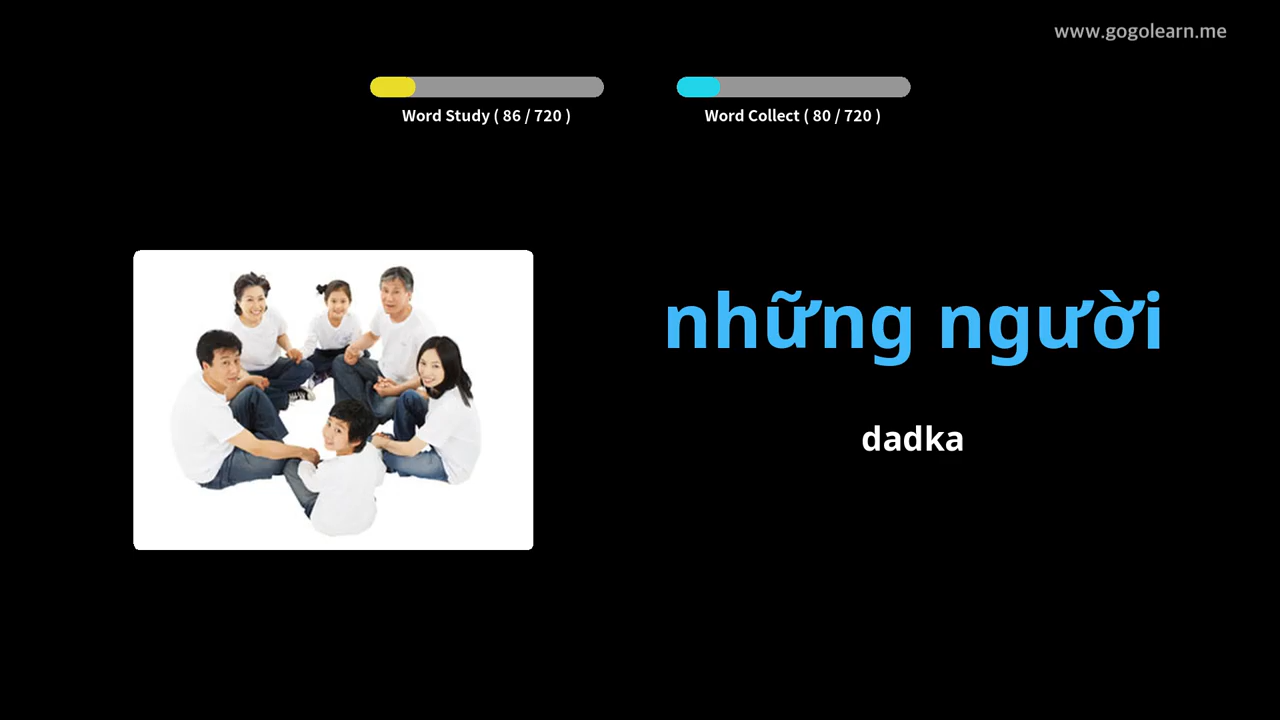 www.gogolearn.me
Word Study ( 86 / 720 )
Word Collect ( 80 / 720 )
những người
dadka